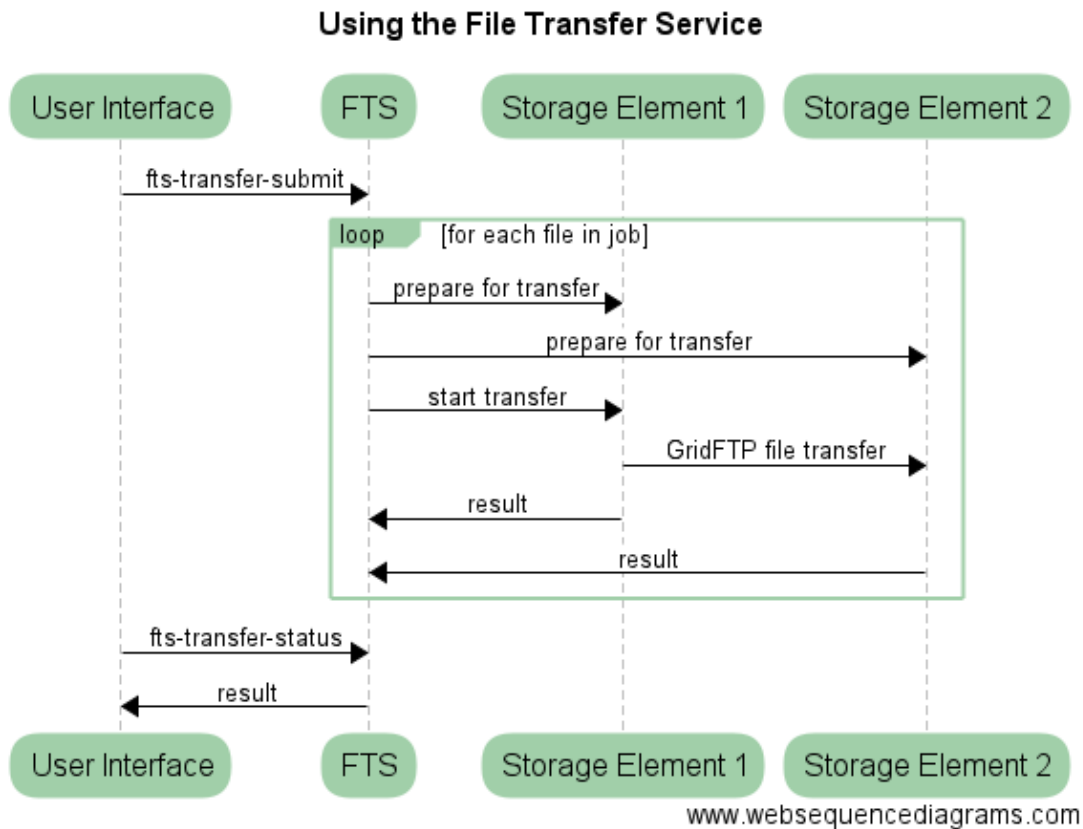 Using the File Transfer Service
User Interface
FTS
Storage Element 1
Storage Element 2
fts-transfer-submit
loop
[for each file in job]
prepare for transfer
prepare for transfer
start transfer
GridFTP file transfer
result
result
fts-transfer-status
result
User Interface
FTS
Storage Element 1
Storage Element 2
www.websequencediagrams.com